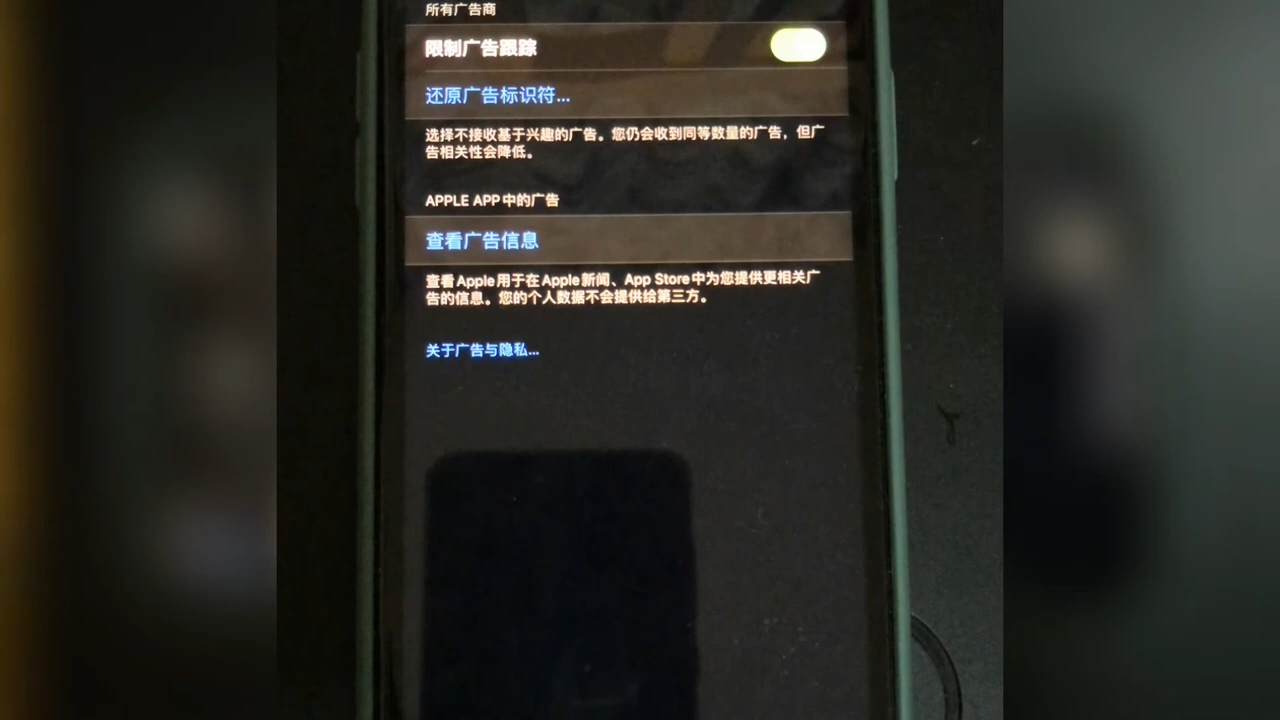 所有广告商
限制广告跟踪
还原广告标识符...
选择不接收基于兴趣的广告。您仍会收到同等数量的广告，但广
告相关性会降低。
APPLE APP中的广告
查看广告信息
查看Apple用于在Apple新闻、App Store中为您提供更相关广
告的信息。您的个人数据不会提供给第三方。
关于广告与隐私...